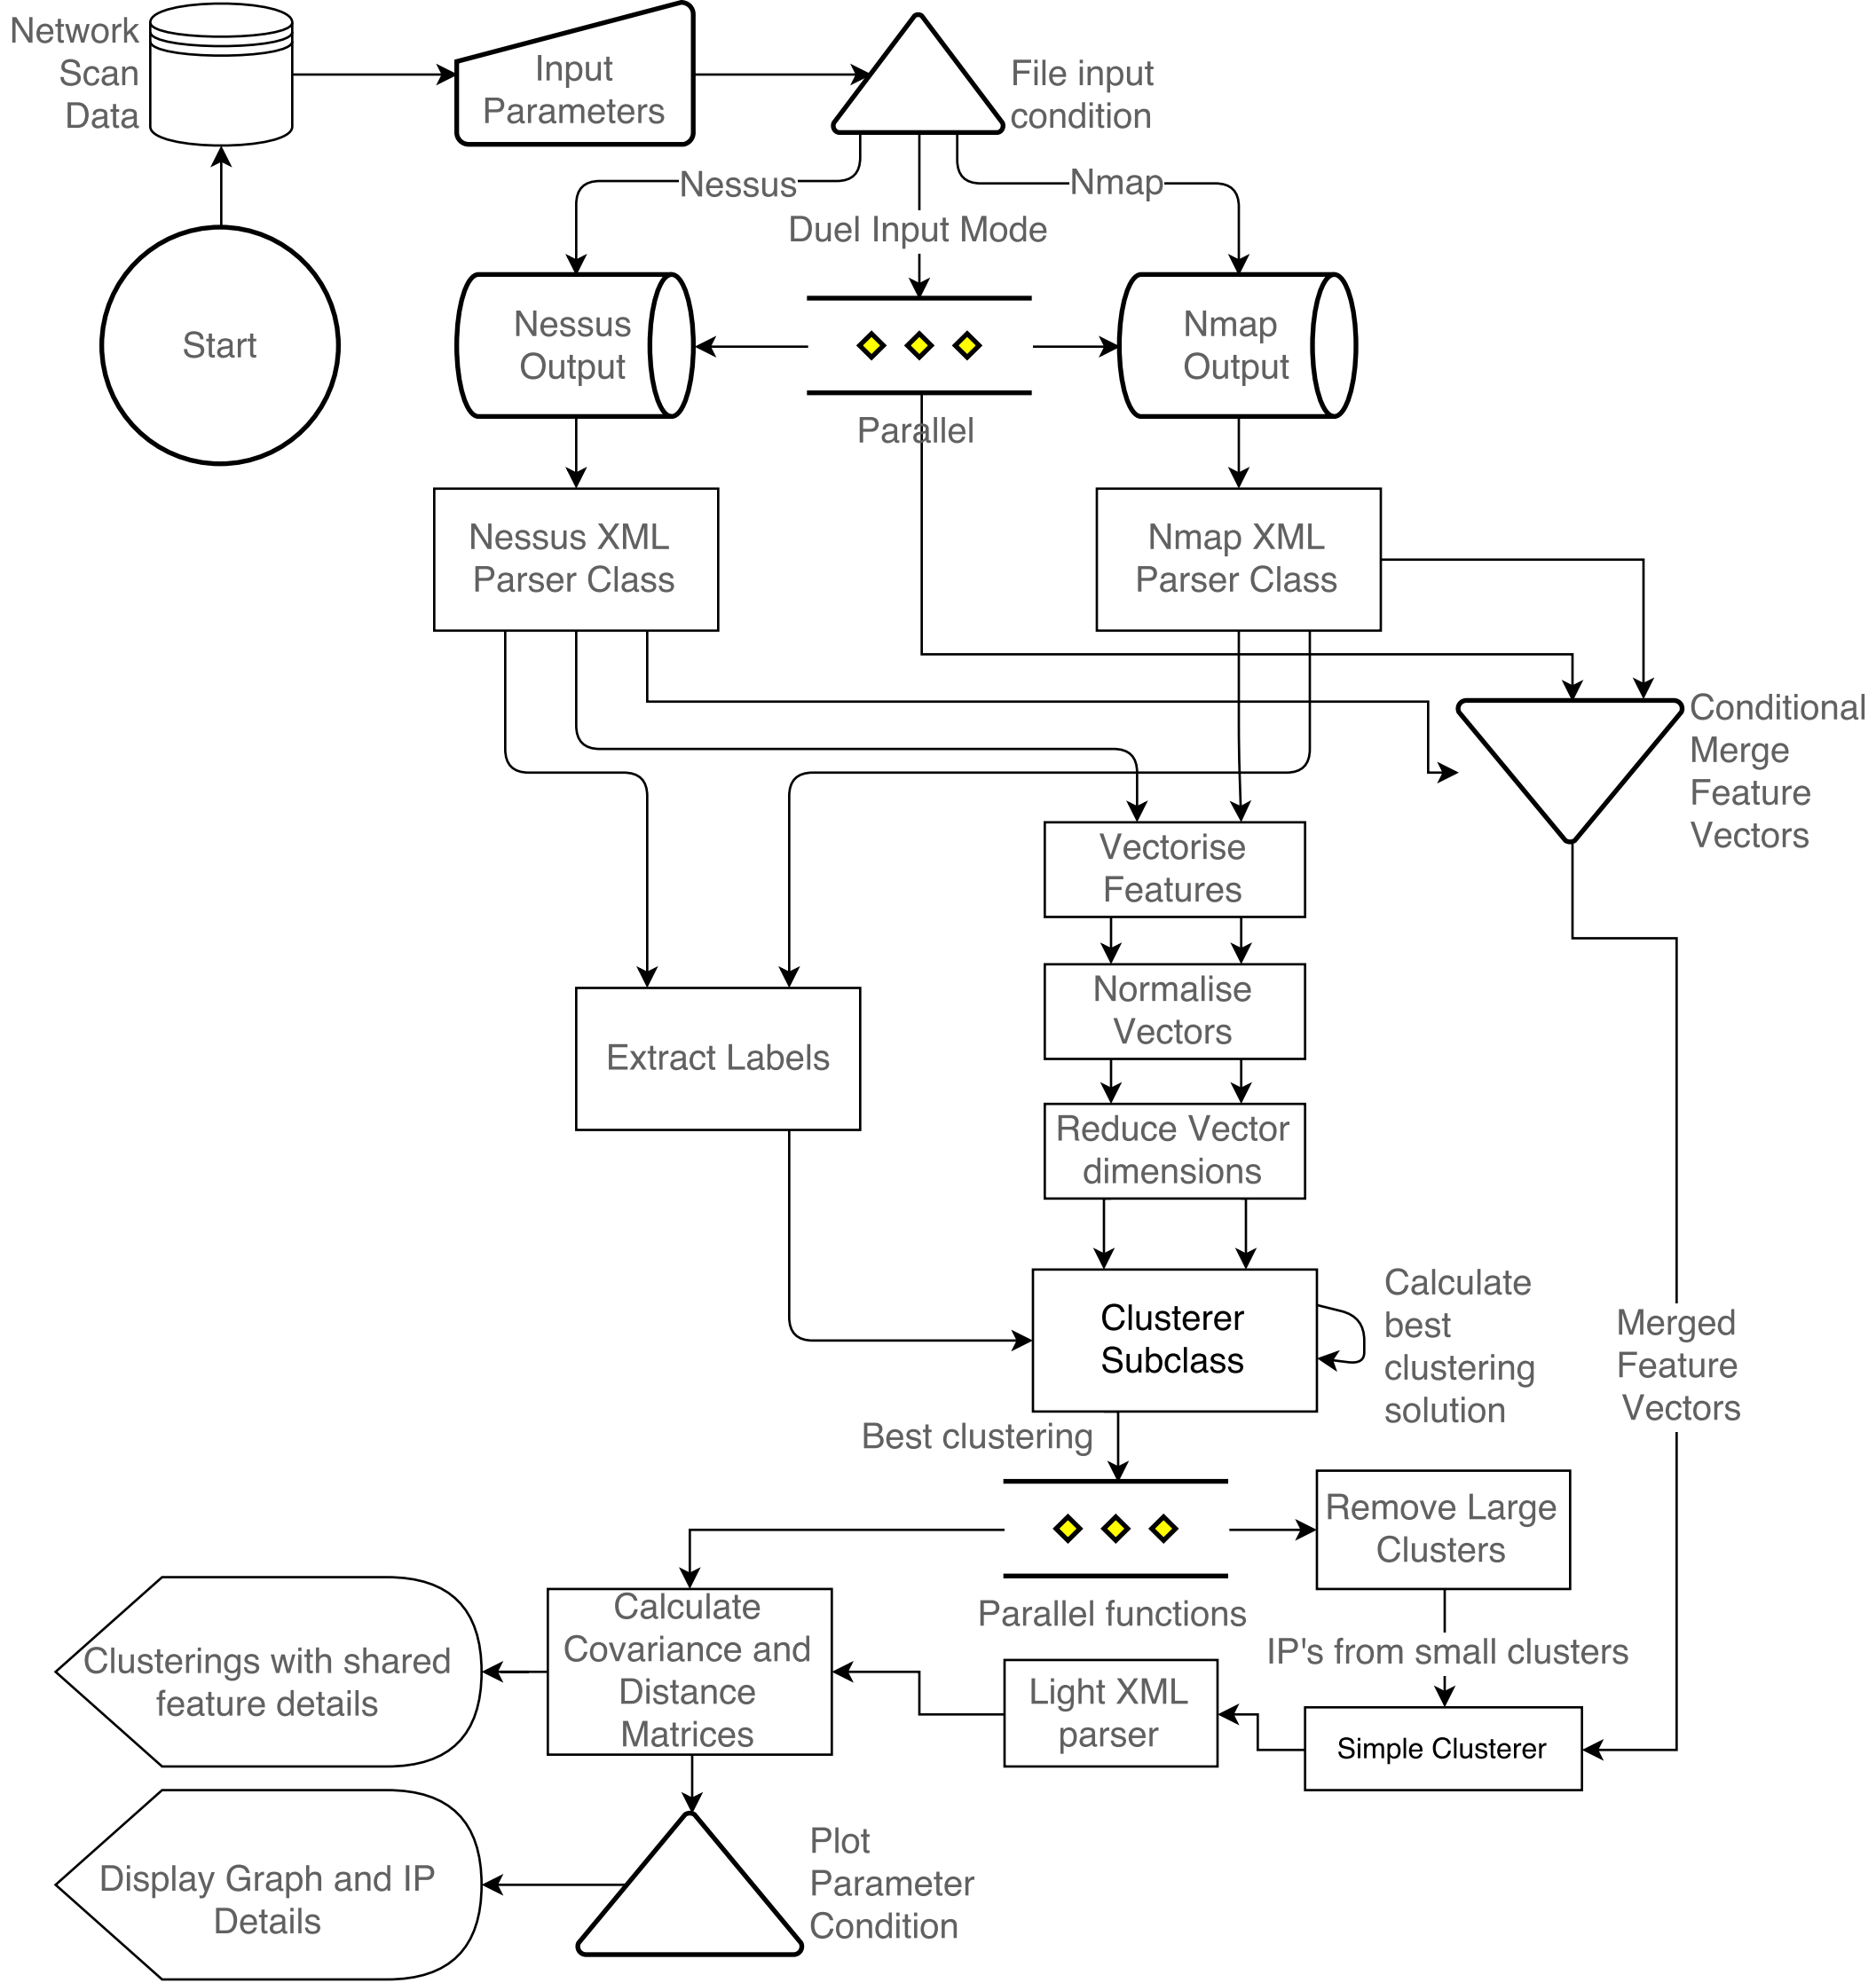 Network
Scan
Data
Input
Parameters
File input
condition
Nessus
Nmap
Duel Input Mode
Start
Nessus
Output
Nmap
Output
Parallel
Nessus XML
Parser Class
Nmap XML
Parser Class
Conditional
Merge
Feature
Vectors
Vectorise
Features
Normalise
Vectors
Extract Labels
Reduce Vector
dimensions
Clusterer
Subclass
Calculate
best
clustering
solution
Merged
Feature
Vectors
Best clustering
Remove Large
Clusters
Parallel functions
IP's from small clusters
Calculate
Covariance and
Distance
Matrices
Clusterings with shared
feature details
Light XML
parser
Simple Clusterer
Plot
Parameter
Condition
Display Graph and IP
Details